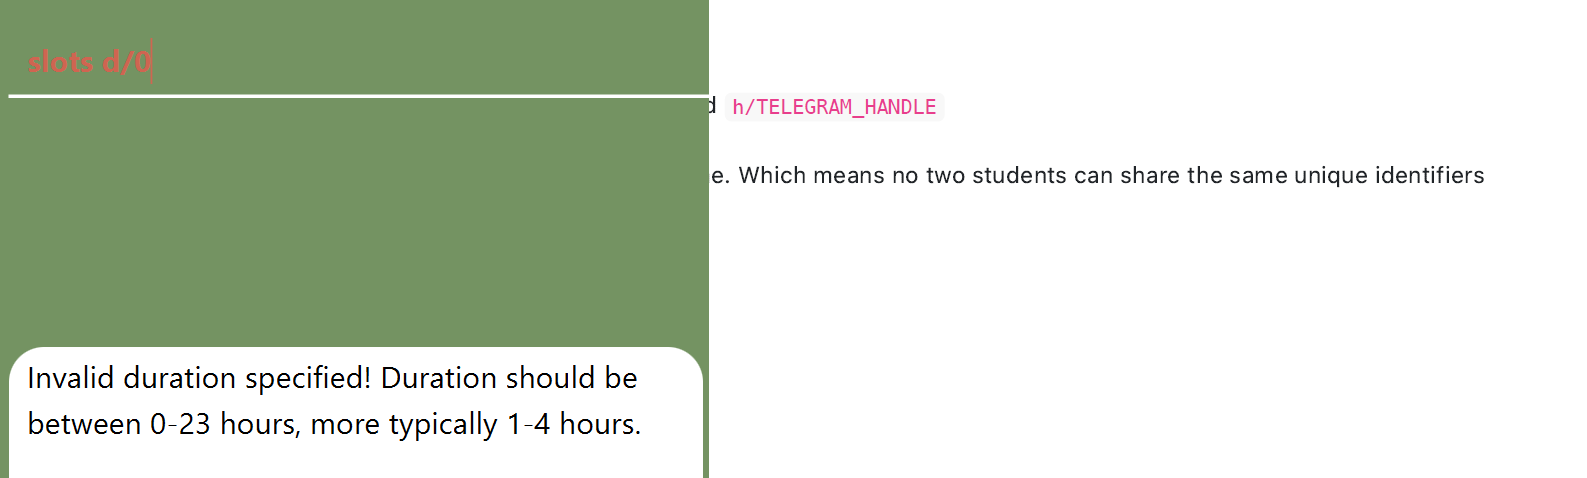 slots d/0
Invalid duration specified! Duration should be
between 0-23 hours, more typically 1-4 hours.
h/TELEGRAM_HANDLE
e. Which means no two students can share the same unique identifiers